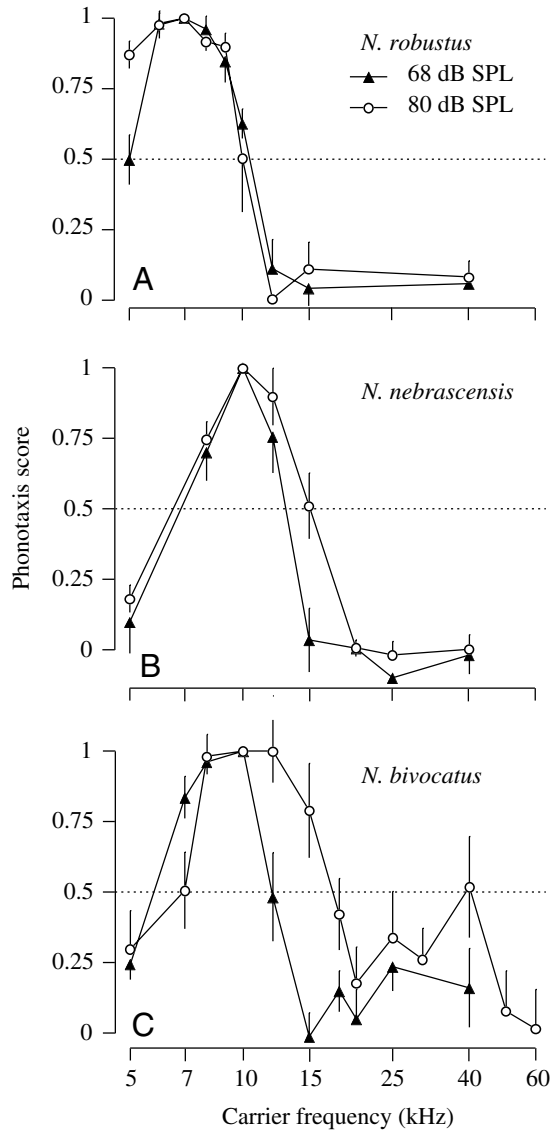 N. robustus
68 dB SPL
80 dB SPL
1
0.75
0.5
0.25
0
A
N. nebrascensis
1
0.75
0.5
0.25
0
B
Phonotaxis score
N. bivocatus
1
0.75
0.5
0.25
0
C
5 7 10 15 25 40 60
Carrier frequency (kHz)